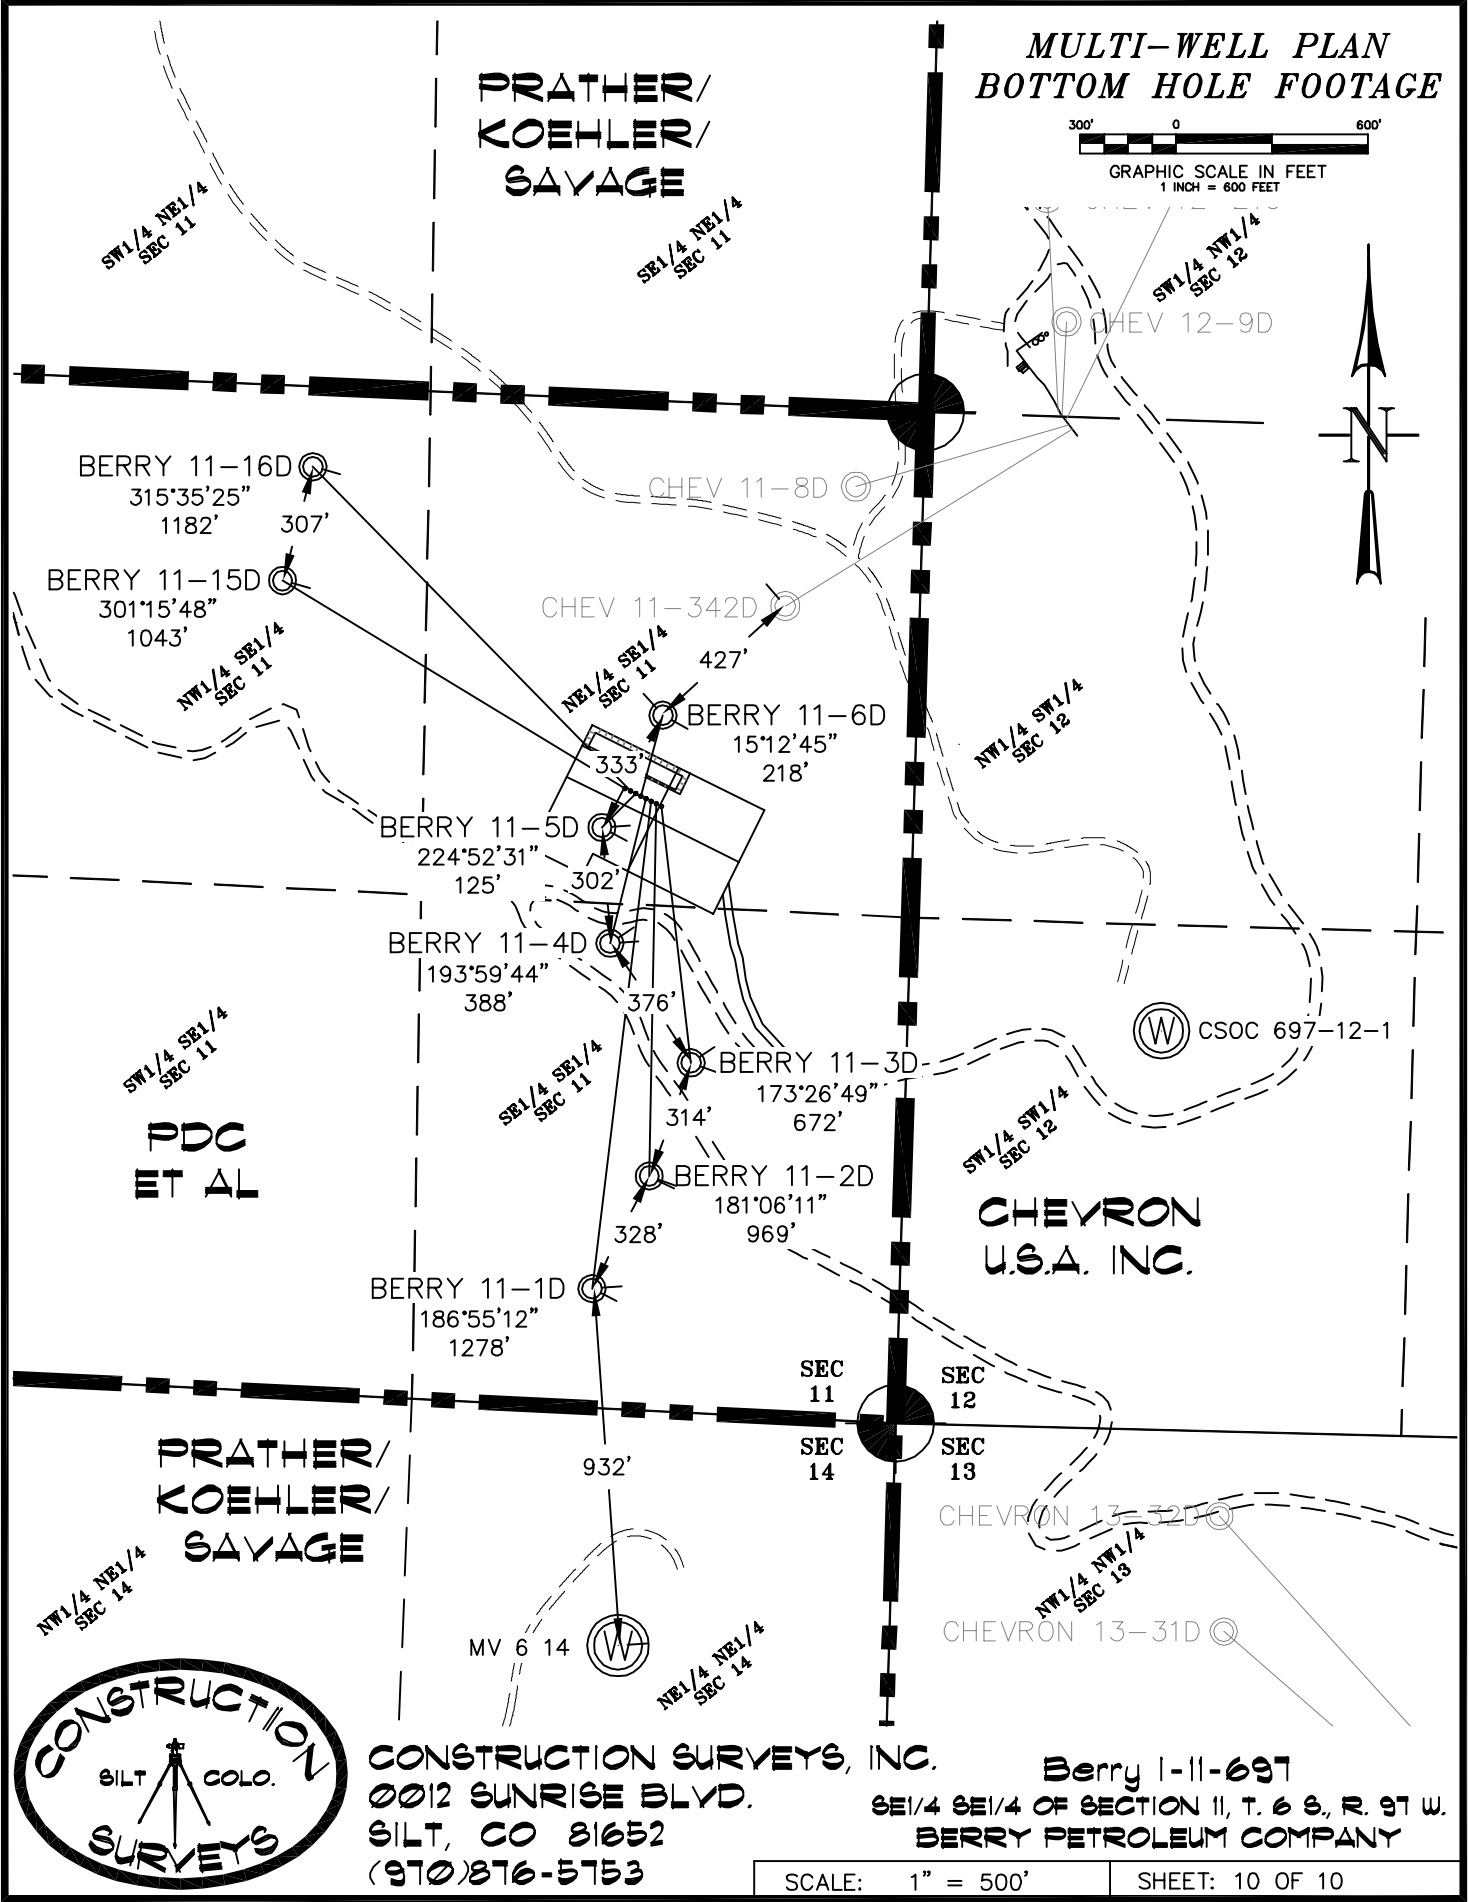 MULTI-WELL PLAN
BOTTOM HOLE FOOTAGE
300' 0 600'
GRAPHIC SCALE IN FEET
1 INCH = 600 FEET
PRATHER/
KOEHLER/
SAVAGE
SW1/4 NE1/4
SEC 11
SE1/4 NE1/4
SEC 11
SW1/4 NW1/4
SEC 12
CHEV 12-9D
N
BERRY 11-16D
315°35'25"
1182'
307'
BERRY 11-15D
301°15'48"
1043'
CHEV 11-8D
CHEV 11-342D
427'
NW1/4 SE1/4
SEC 11
NE1/4 SE1/4
SEC 11
NW1/4 SW1/4
SEC 12
BERRY 11-6D
15°12'45"
218'
333'
BERRY 11-5D
224°52'31"
125'
302'
BERRY 11-4D
193°59'44"
388'
376'
W CSOC 697-12-1
SW1/4 SE1/4
SEC 11
SE1/4 SE1/4
SEC 11
BERRY 11-3D
173°26'49"
672'
314'
SW1/4 SW1/4
SEC 12
PDC
ET AL
BERRY 11-2D
181°06'11"
969'
328'
CHEVRON
U.S.A. INC.
BERRY 11-1D
186°55'12"
1278'
SEC
11
SEC
12
SEC
14
SEC
13
932'
PRATHER/
KOEHLER/
SAVAGE
CHEVRON 13-32D
NW1/4 NE1/4
SEC 14
NW1/4 NW1/4
SEC 13
CHEVRON 13-31D
MV 6 14 W
NE1/4 NE1/4
SEC 14
CONSTRUCTION
SILT COLO.
SURVEYS
CONSTRUCTION SURVEYS, INC.
0012 SUNRISE BLVD.
SILT, CO 81652
(970)876-5753
Berry 1-11-697
SE1/4 SE1/4 OF SECTION 11, T. 6 S., R. 97 W.
BERRY PETROLEUM COMPANY
SCALE: 1" = 500'
SHEET: 10 OF 10